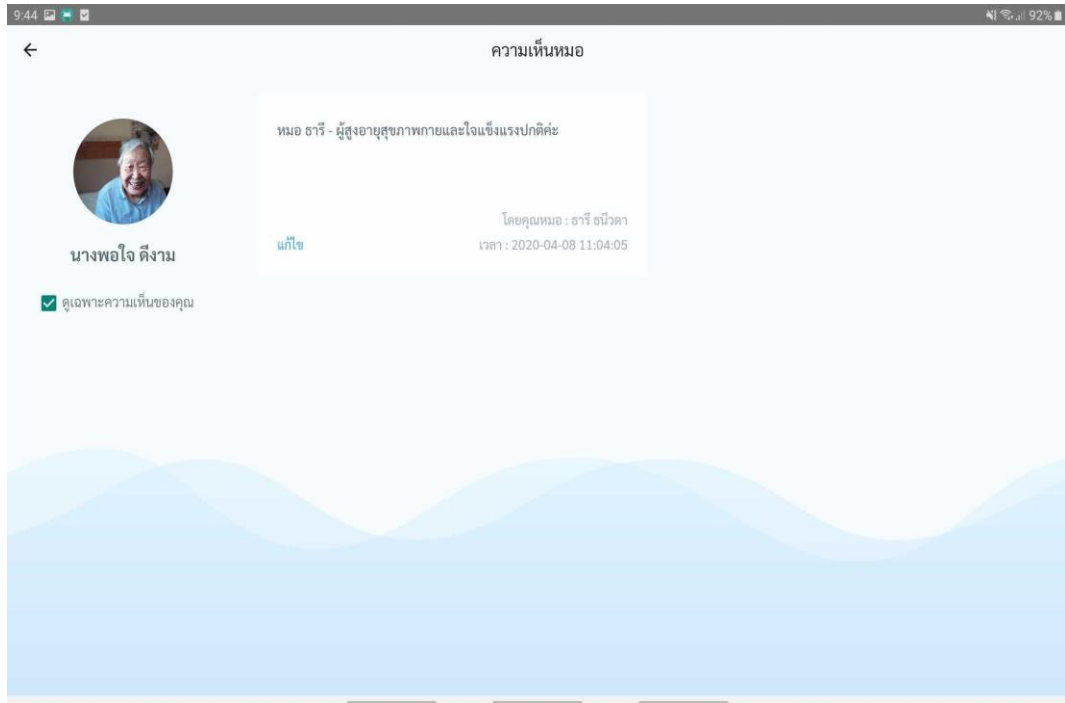 9:44
92%
ความเห็นหมอ
หมอ ธารี - ผู้สูงอายุสุขภาพกายและใจแข็งแรงปกติค่ะ
โดยคุณหมอ : ธารี ธนีวดา
แก้ไข
เวลา : 2020-04-08 11:04:05
นางพอใจ ดีงาม
ดูเฉพาะความเห็นของคุณ